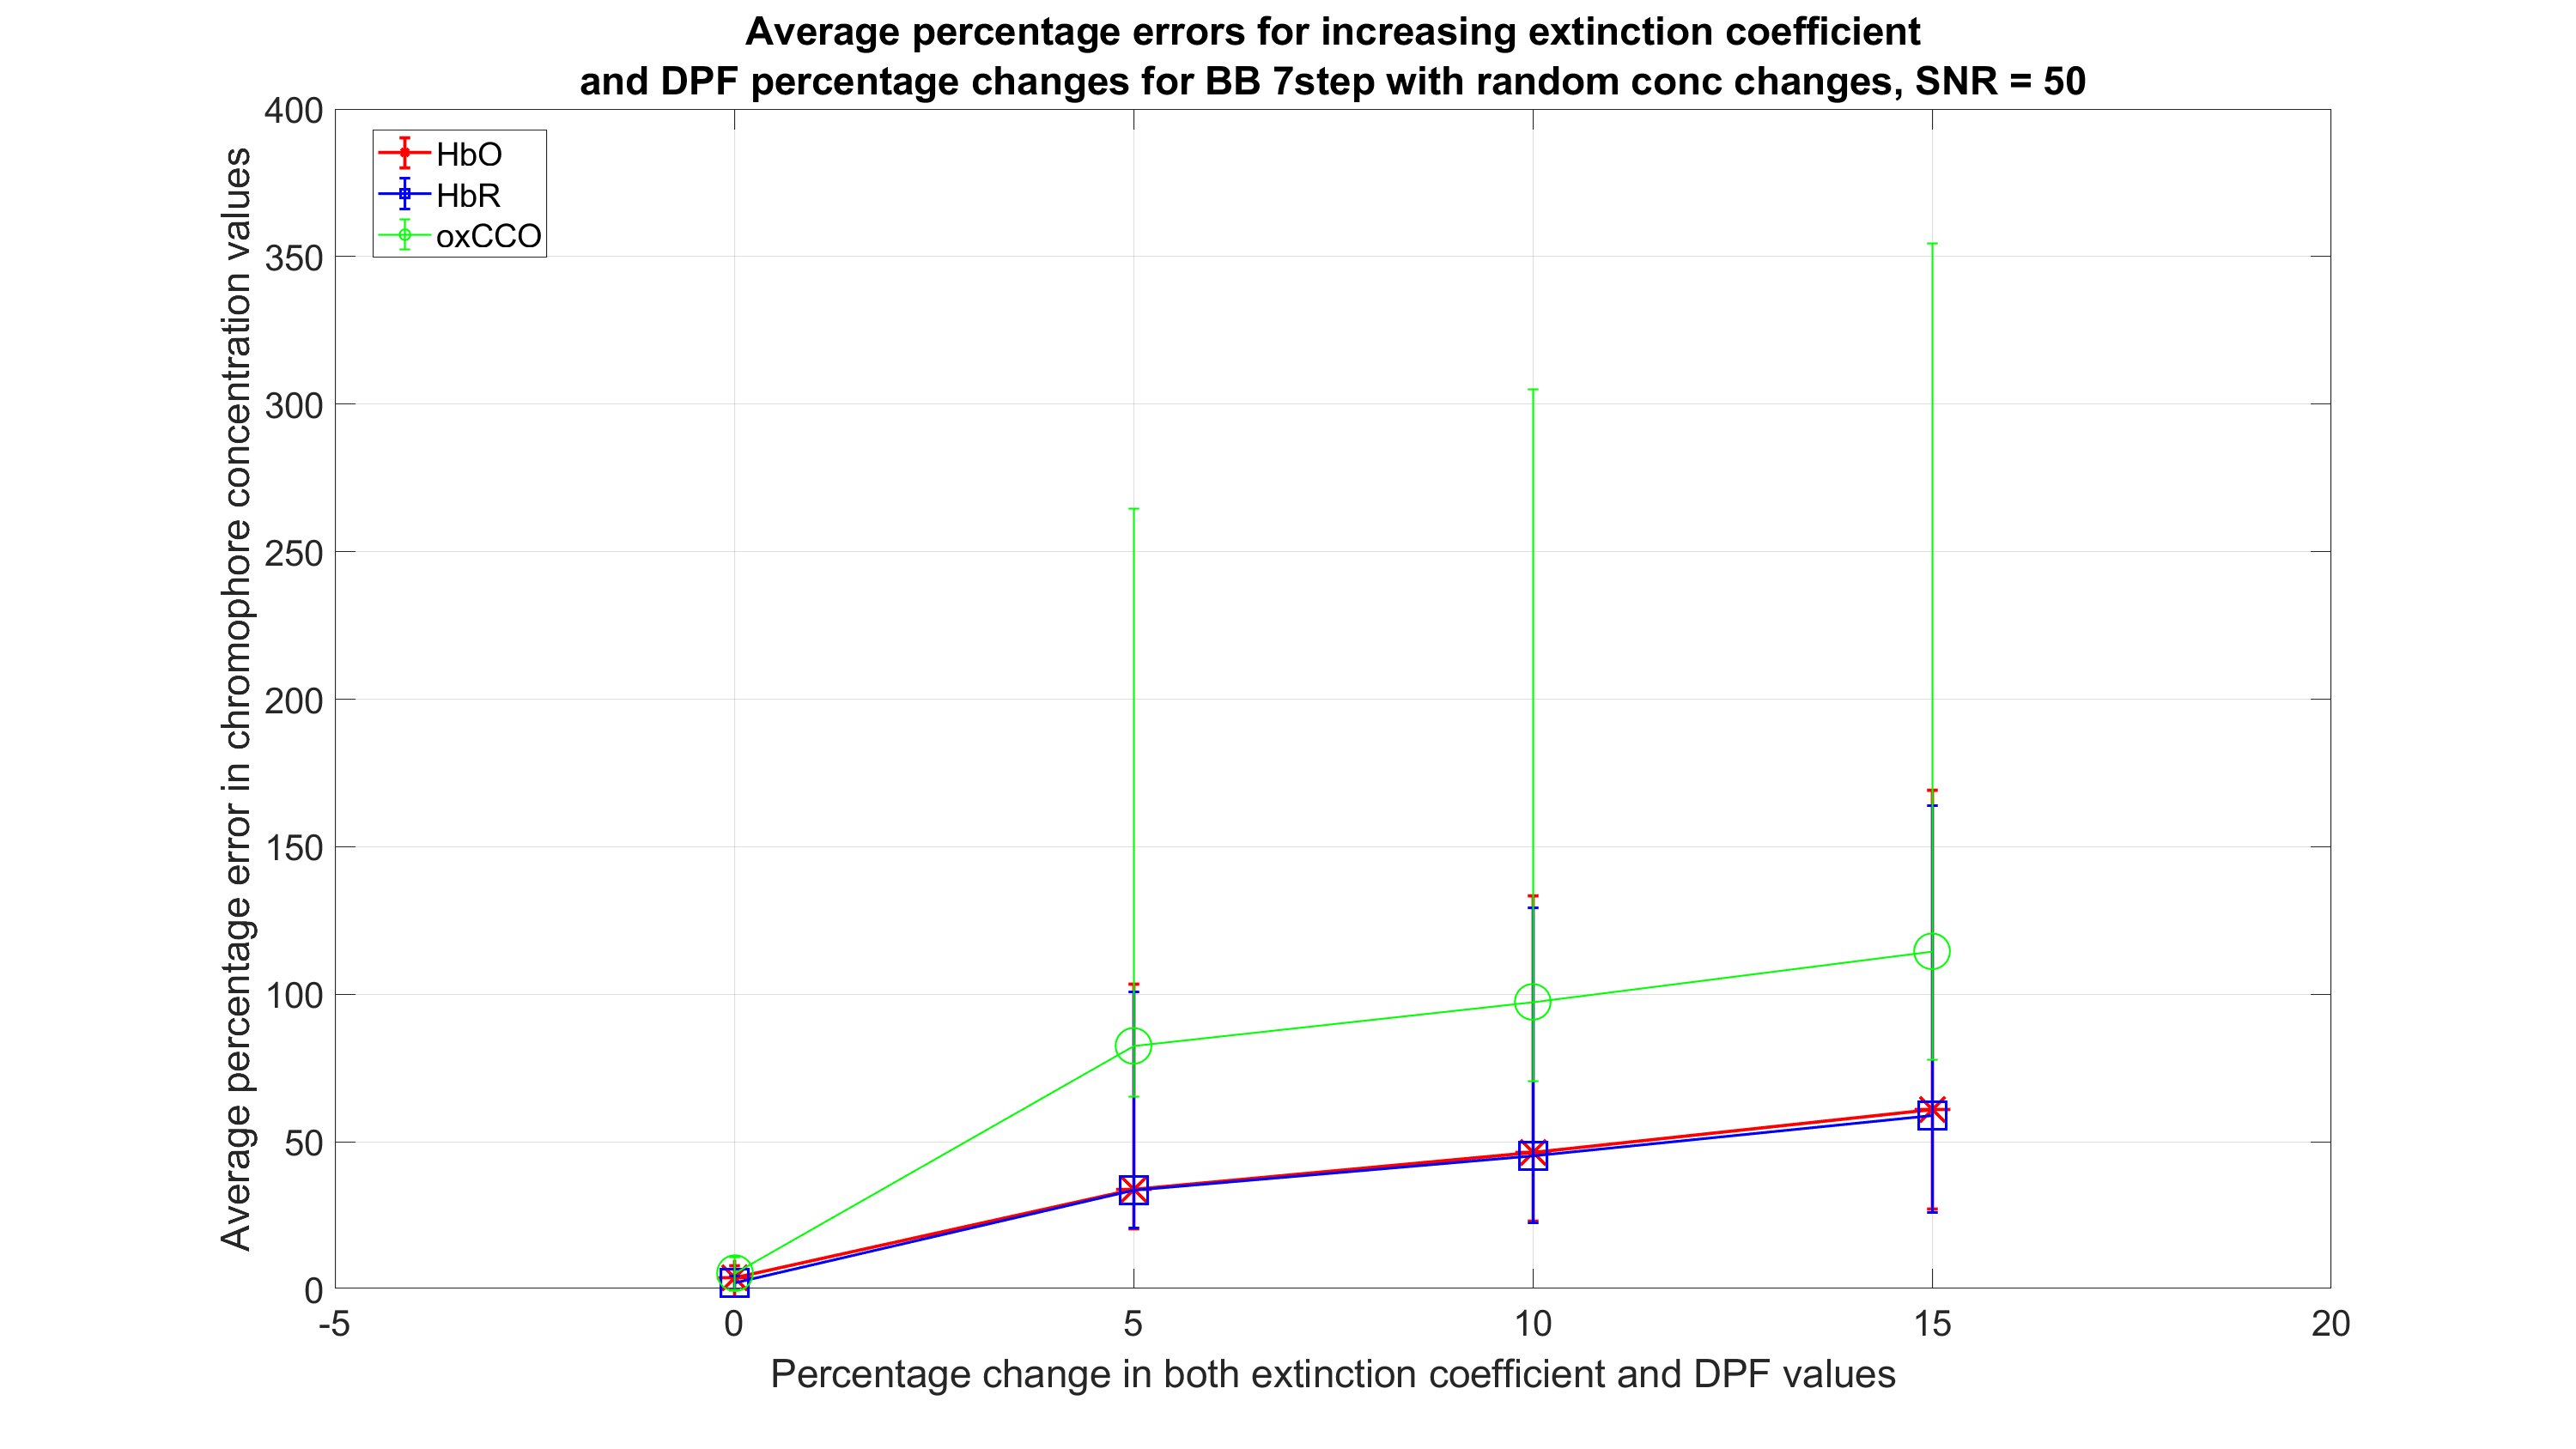 Average percentage errors for increasing extinction coefficient
and DPF percentage changes for BB 7step with random conc changes, SNR = 50
HbO
HbR
oxCCO
Average percentage error in chromophore concentration values
400
350
300
250
200
150
100
50
0
-5 0 5 10 15 20
Percentage change in both extinction coefficient and DPF values